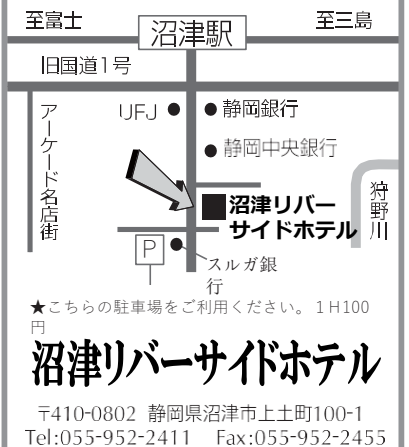 至富士
沼津駅
至三島
旧国道1号
アーケード名店街
UFJ
静岡銀行
静岡中央銀行
狩野川
沼津リバー
サイドホテル
P
スルガ銀
行
★こちらの駐車場をご利用ください。1H100
円
沼津リバーサイドホテル
〒410-0802 静岡県沼津市上土町100-1
Tel:055-952-2411 Fax:055-952-2455